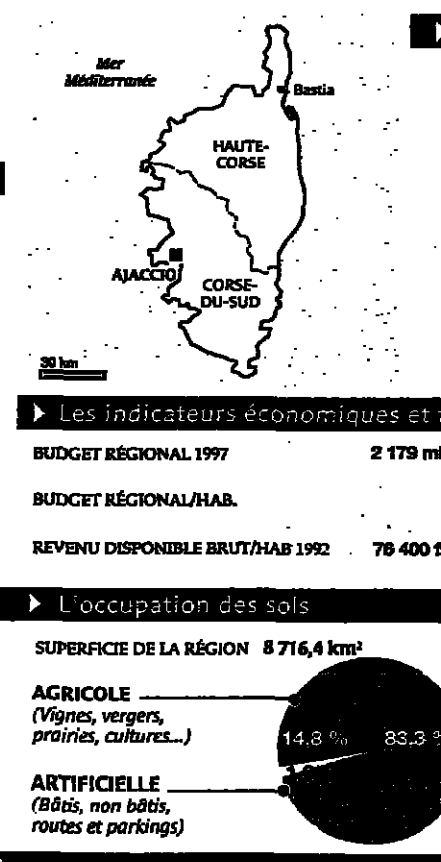 Mer
Méditerranée
Bastia
HAUTE-
CORSE
AJACCIO
CORSE-
DU-SUD
30 km
Les indicateurs économiques et
BUDGET RÉGIONAL 1997 2 179
BUDGET RÉGIONAL/HAB.
REVENU DISPONIBLE BRUT/HAB 1992 76 400
L'occupation des sols
SUPERFICIE DE LA RÉGION 8 716,4 km²
AGRICOLE
(Vignes, vergers,
prairies, cultures...)
14,8 % 83,3 %
ARTIFICIELLE
(Bâtis, non bâtis,
routes et parkings)